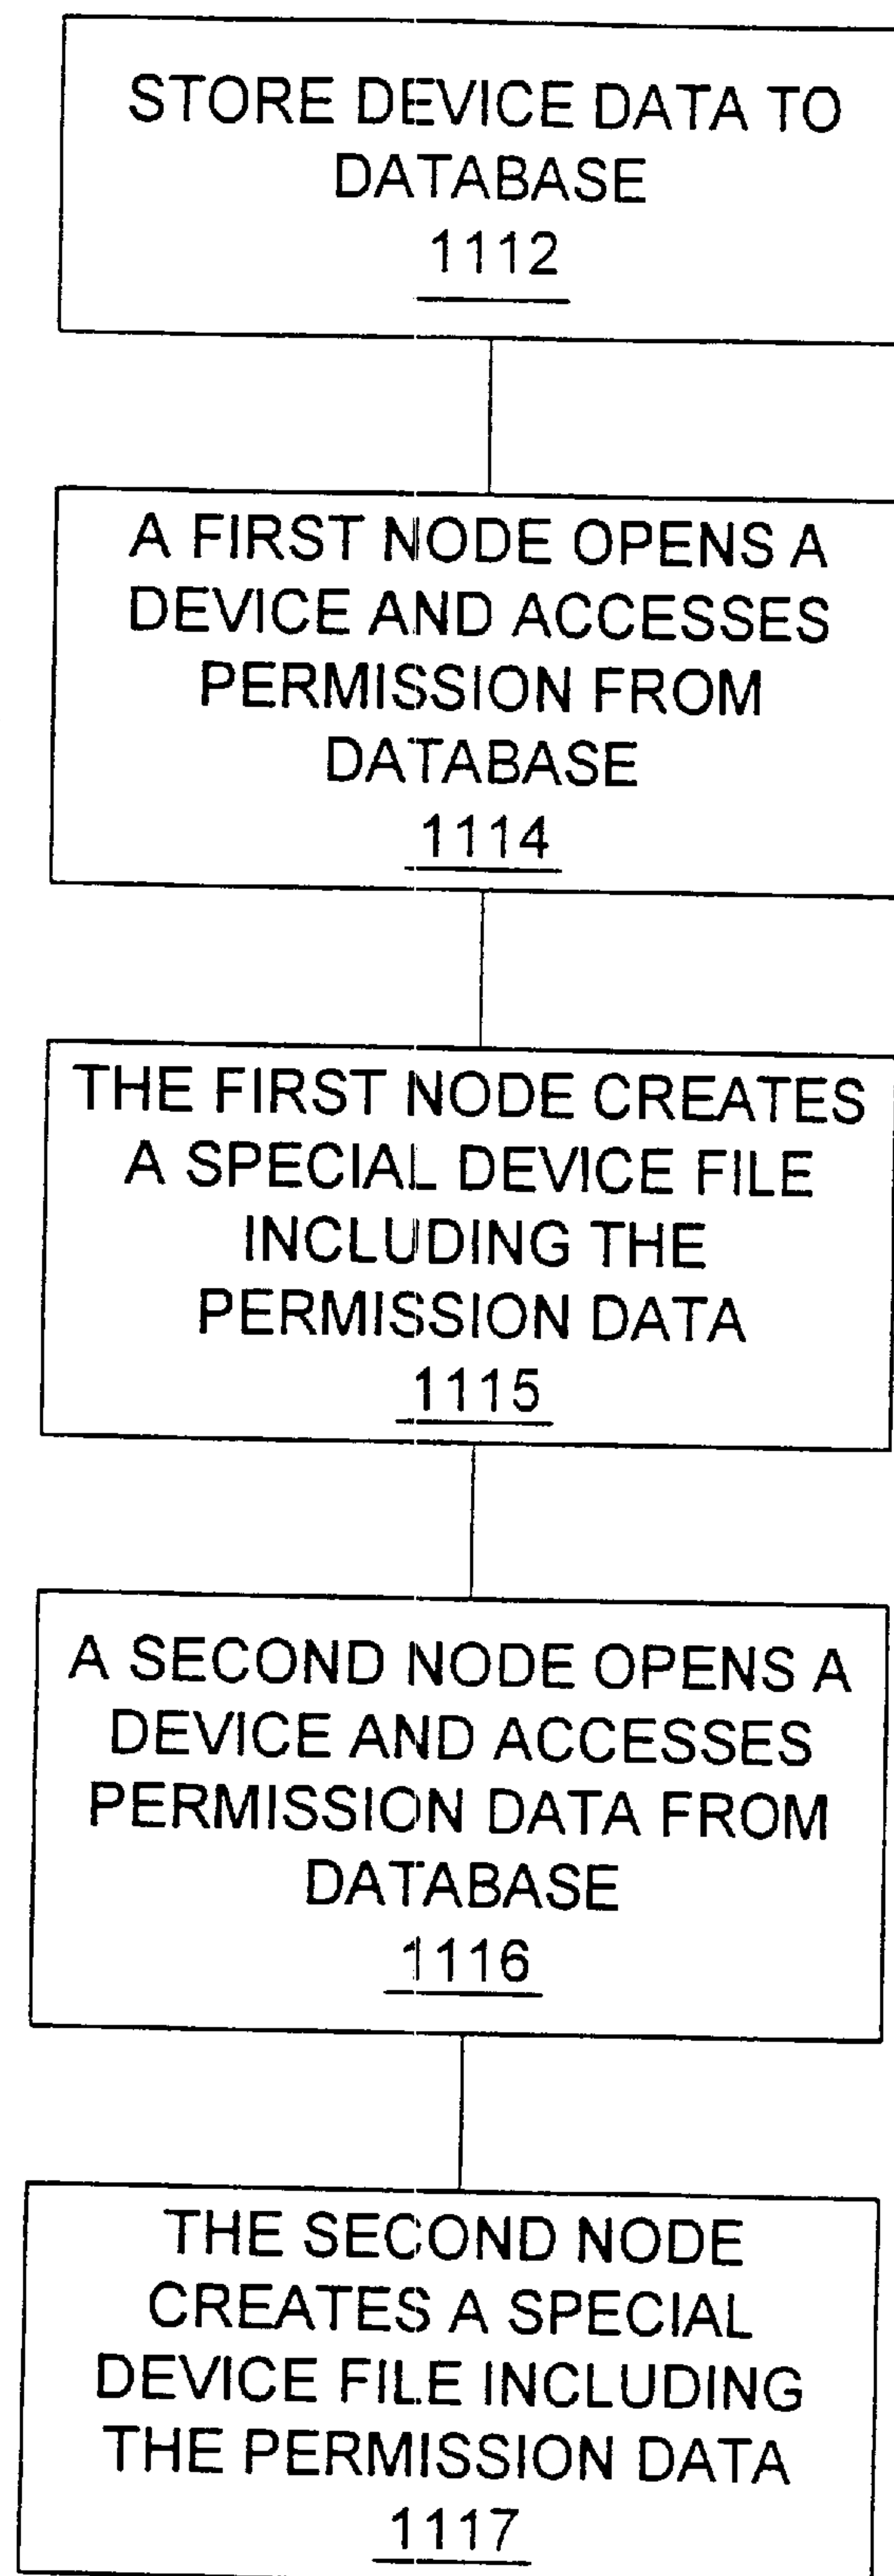 STORE DEVICE DATA TO
DATABASE
1112
A FIRST NODE OPENS A
DEVICE AND ACCESSES
PERMISSION FROM
DATABASE
1114
THE FIRST NODE CREATES
A SPECIAL DEVICE FILE
INCLUDING THE
PERMISSION DATA
1115
A SECOND NODE OPENS A
DEVICE AND ACCESSES
PERMISSION DATA FROM
DATABASE
1116
THE SECOND NODE
CREATES A SPECIAL
DEVICE FILE INCLUDING
THE PERMISSION DATA
1117